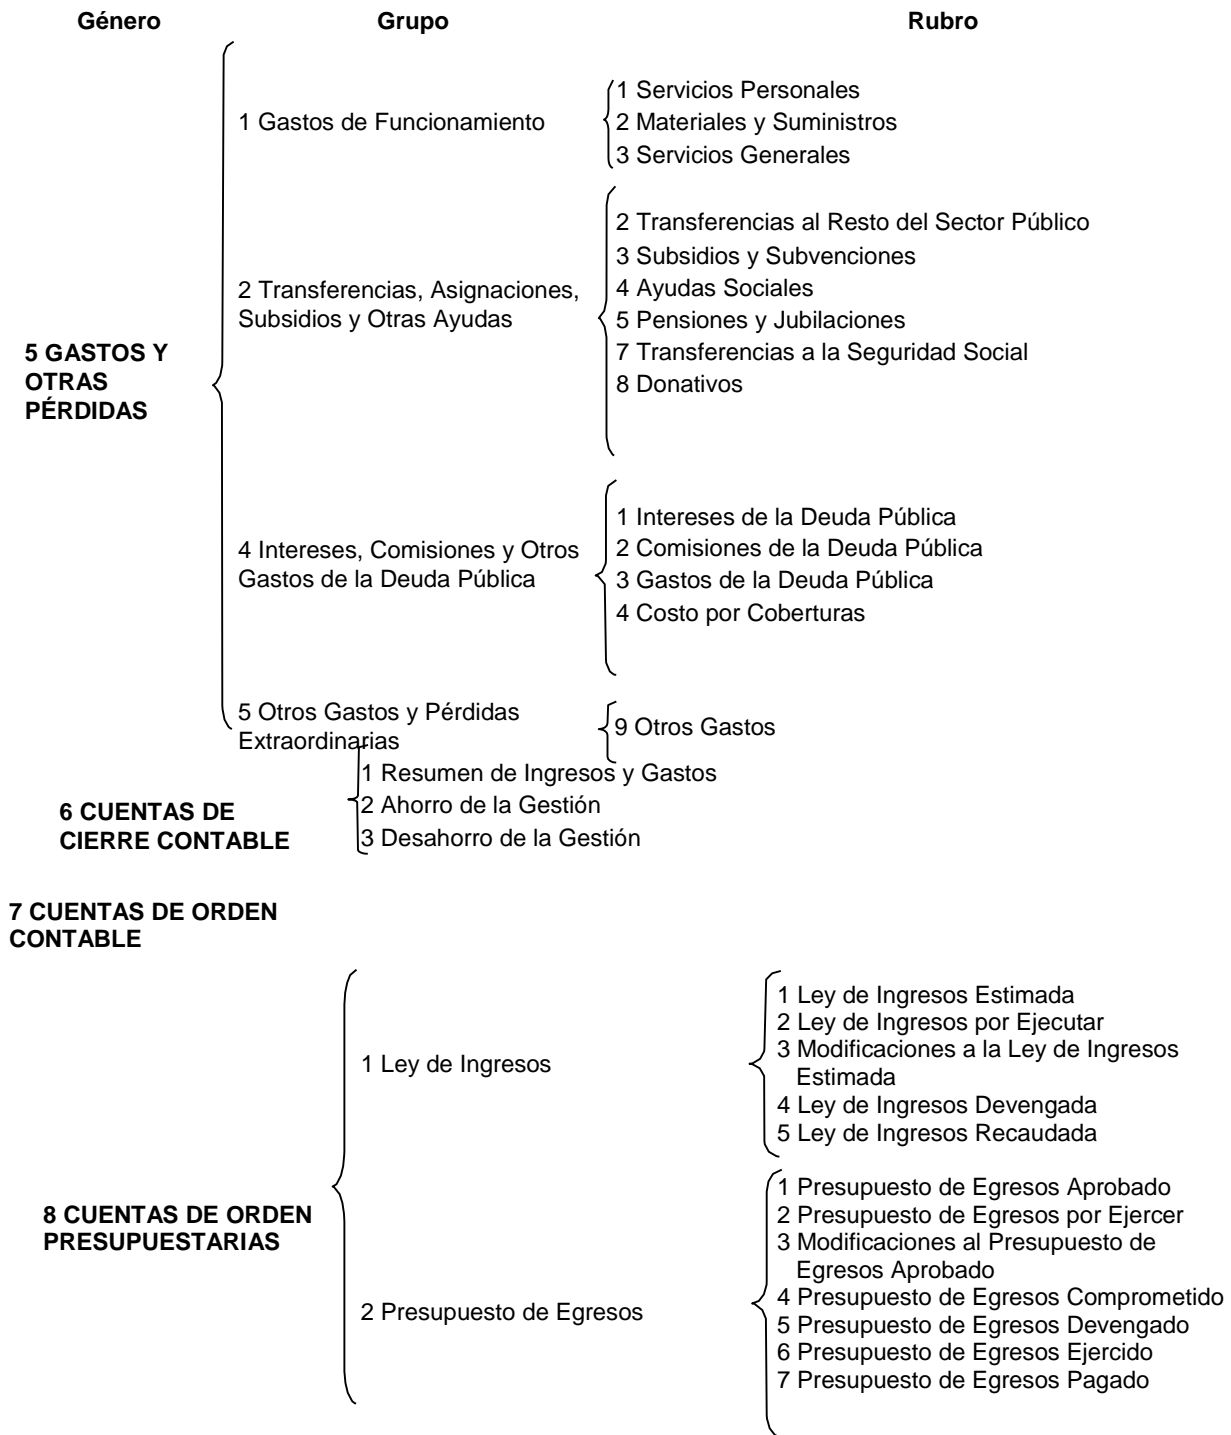 Género Grupo Rubro
1 Gastos de Funcionamiento
1 Servicios Personales
2 Materiales y Suministros
3 Servicios Generales
2 Transferencias, Asignaciones,
Subsidios y Otras Ayudas
2 Transferencias al Resto del Sector Público
3 Subsidios y Subvenciones
4 Ayudas Sociales
5 Pensiones y Jubilaciones
7 Transferencias a la Seguridad Social
8 Donativos
5 GASTOS Y
OTRAS
PÉRDIDAS
4 Intereses, Comisiones y Otros
Gastos de la Deuda Pública
1 Intereses de la Deuda Pública
2 Comisiones de la Deuda Pública
3 Gastos de la Deuda Pública
4 Costo por Coberturas
5 Otros Gastos y Pérdidas
Extraordinarias
9 Otros Gastos
6 CUENTAS DE
CIERRE CONTABLE
1 Resumen de Ingresos y Gastos
2 Ahorro de la Gestión
3 Desahorro de la Gestión
7 CUENTAS DE ORDEN
CONTABLE
8 CUENTAS DE ORDEN
PRESUPUESTARIAS
1 Ley de Ingresos
1 Ley de Ingresos Estimada
2 Ley de Ingresos por Ejecutar
3 Modificaciones a la Ley de Ingresos
Estimada
4 Ley de Ingresos Devengada
5 Ley de Ingresos Recaudada
2 Presupuesto de Egresos
1 Presupuesto de Egresos Aprobado
2 Presupuesto de Egresos por Ejercer
3 Modificaciones al Presupuesto de
Egresos Aprobado
4 Presupuesto de Egresos Comprometido
5 Presupuesto de Egresos Devengado
6 Presupuesto de Egresos Ejercido
7 Presupuesto de Egresos Pagado